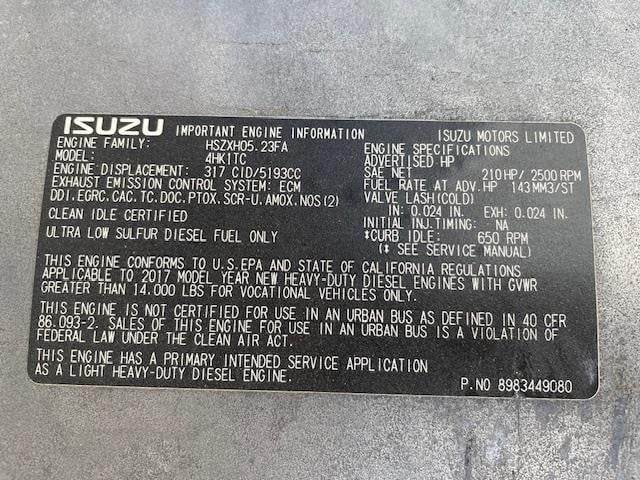 ISUZU IMPORTANT ENGINE INFORMATION ISUZU MOTORS LIMITED
ENGINE FAMILY: HSZXH05.23FA
MODEL: 4HK1TC
ENGINE DISPLACEMENT: 317 CID/5193CC
EXHAUST EMISSION CONTROL SYSTEM: ECM
DDI, EGRC, CAC, TC, DOC, PTOX, SCR-U, AMOX, NOS(2)
CLEAN IDLE CERTIFIED
ULTRA LOW SULFUR DIESEL FUEL ONLY
ENGINE SPECIFICATIONS
ADVERTISED HP
SAE NET 210HP/2500RPM
FUEL RATE AT ADV.HP 143MM3/ST
VALVE LASH(COLD)
IN: 0.024 IN. EXH: 0.024 IN.
INITIAL INJ.TIMING: NA
*CURB IDLE: 650 RPM
(* SEE SERVICE MANUAL)
THIS ENGINE CONFORMS TO U.S.EPA AND STATE OF CALIFORNIA REGULATIONS
APPLICABLE TO 2017 MODEL YEAR NEW HEAVY-DUTY DIESEL ENGINES WITH GVWR
GREATER THAN 14,000 LBS FOR VOCATIONAL VEHICLES ONLY.
THIS ENGINE IS NOT CERTIFIED FOR USE IN AN URBAN BUS AS DEFINED IN 40 CFR
86.093-2. SALES OF THIS ENGINE FOR USE IN AN URBAN BUS IS A VIOLATION OF
FEDERAL LAW UNDER THE CLEAN AIR ACT.
THIS ENGINE HAS A PRIMARY INTENDED SERVICE APPLICATION
AS A LIGHT HEAVY-DUTY DIESEL ENGINE.
P.NO 8983449080